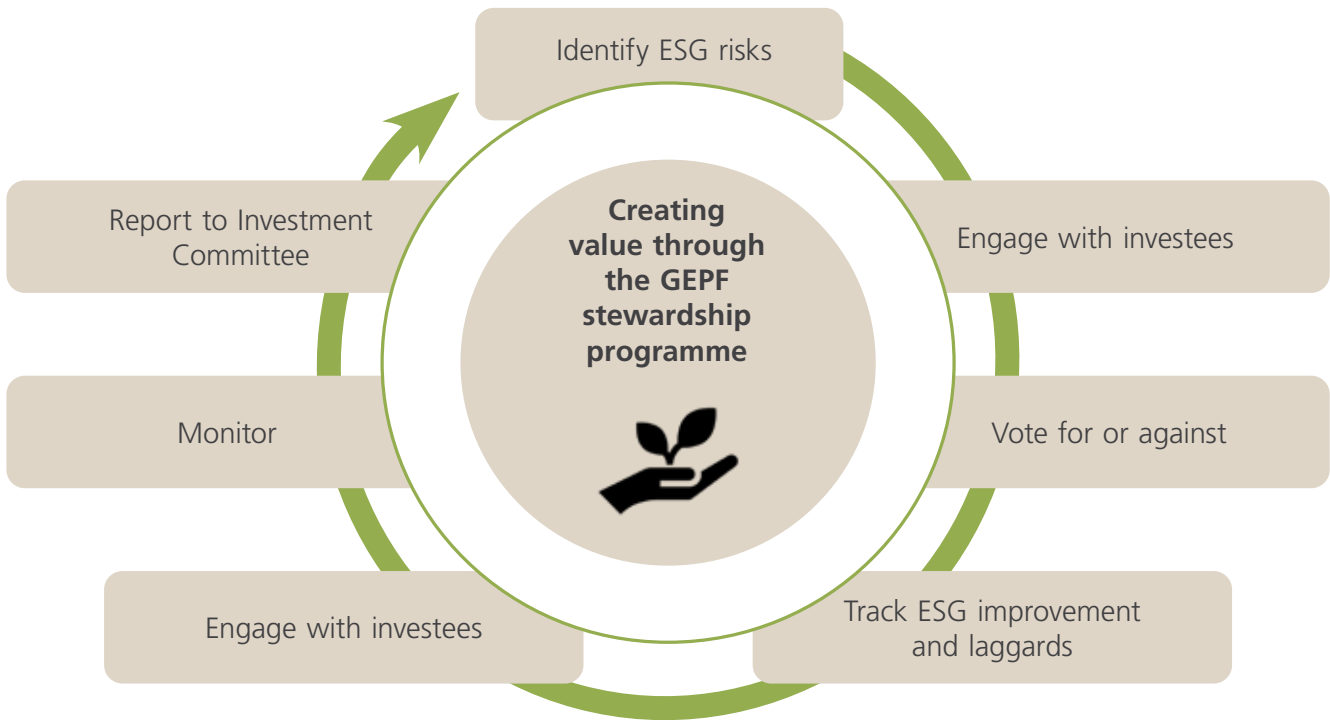 Identify ESG risks
Engage with investees
Vote for or against
Track ESG improvement
and laggards
Engage with investees
Monitor
Report to Investment
Committee
Creating
value through
the GEPF
stewardship
programme